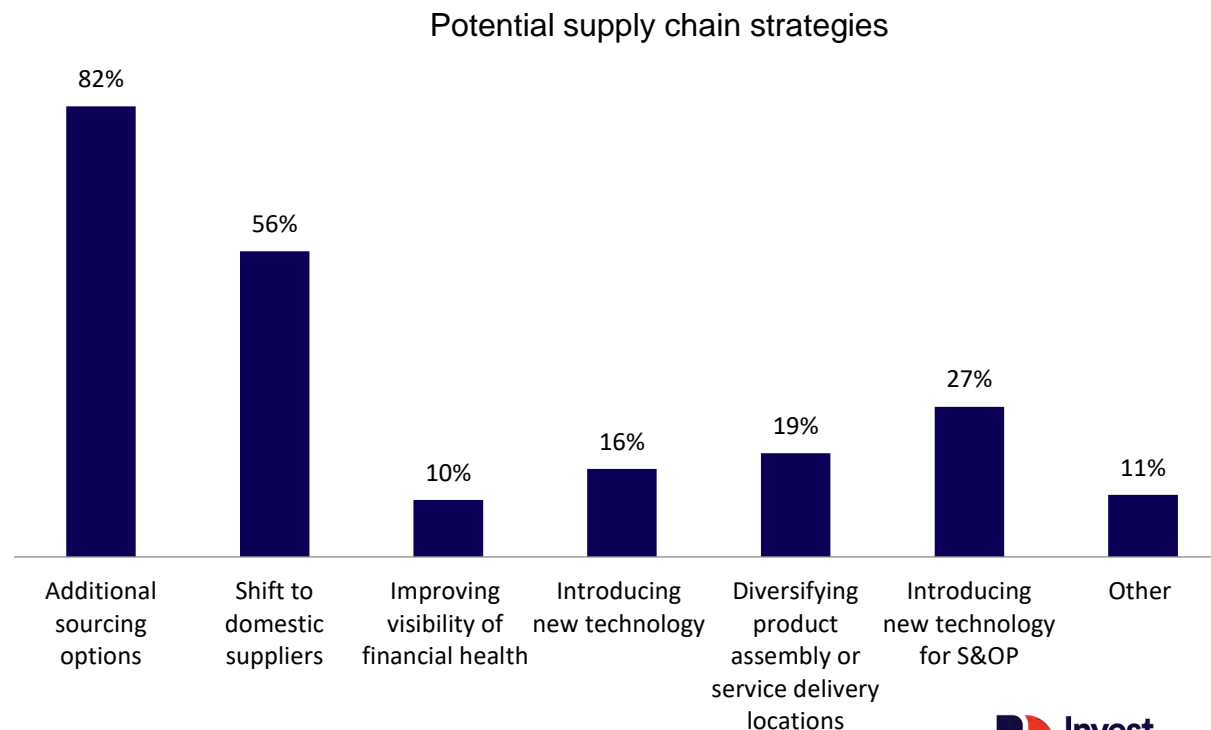 Potential supply chain strategies
82%
56%
10%
16%
19%
27%
11%
Additional
sourcing
options
Shift to
domestic
suppliers
Improving
visibility of
financial health
Introducing
new technology
Diversifying
product
assembly or
service delivery
locations
Introducing
new technology
for S&OP
Other
Invest